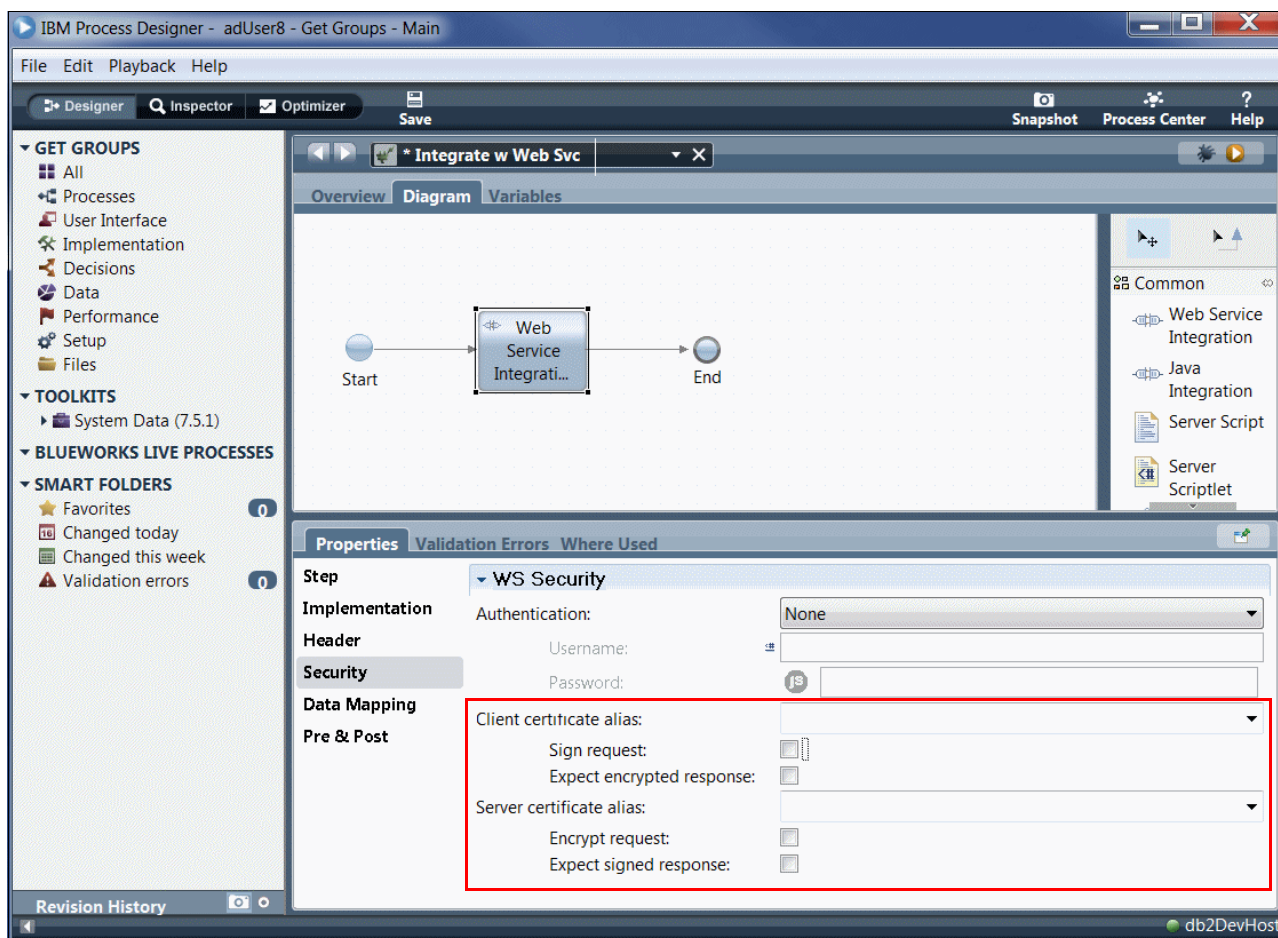 IBM Process Designer - adUser8 - Get Groups - Main
File Edit Playback Help
Designer Inspector Optimizer Save Snapshot Process Center Help
GET GROUPS
All
Processes
User Interface
Implementation
Decisions
Data
Performance
Setup
Files
TOOLKITS
System Data (7.5.1)
BLUEWORKS LIVE PROCESSES
SMART FOLDERS
Favorites 0
Changed today
Changed this week
Validation errors 0
Revision History
* Integrate w Web Svc
Overview Diagram Variables
Start
Web
Service
Integrati...
End
Common
Web Service
Integration
Java
Integration
Server Script
Server
Scriptlet
Properties Validation Errors Where Used
Step
Implementation
Header
Security
Data Mapping
Pre & Post
WS Security
Authentication: None
Username:
Password: js
Client certificate alias:
Sign request:
Expect encrypted response:
Server certificate alias:
Encrypt request:
Expect signed response:
db2DevHost